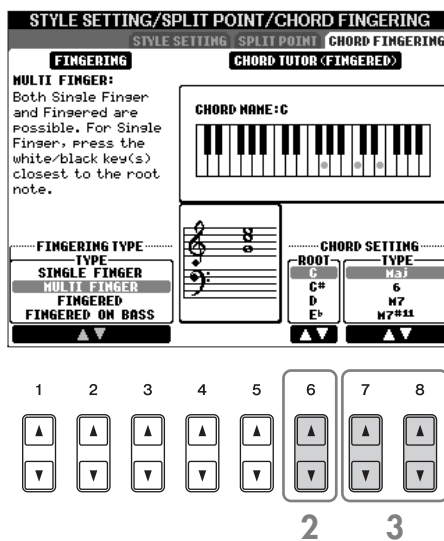 STYLE SETTING/SPLIT POINT/CHORD FINGERING
STYLE SETTING SPLIT POINT CHORD FINGERING
FINGERING
MULTI FINGER:
Both Single Finger
and Fingered are
possible. For Single
Finger, press the
white/black key(s)
closest to the root
note.
CHORD TUTOR (FINGERED)
CHORD NAME:C
FINGERING TYPE
TYPE
SINGLE FINGER
MULTI FINGER
FINGERED
FINGERED ON BASS
CHORD SETTING
ROOT TYPE
C Maj
C# 6
D M7
E♭ M7#11
1 2 3 4 5 6 7 8
2 3